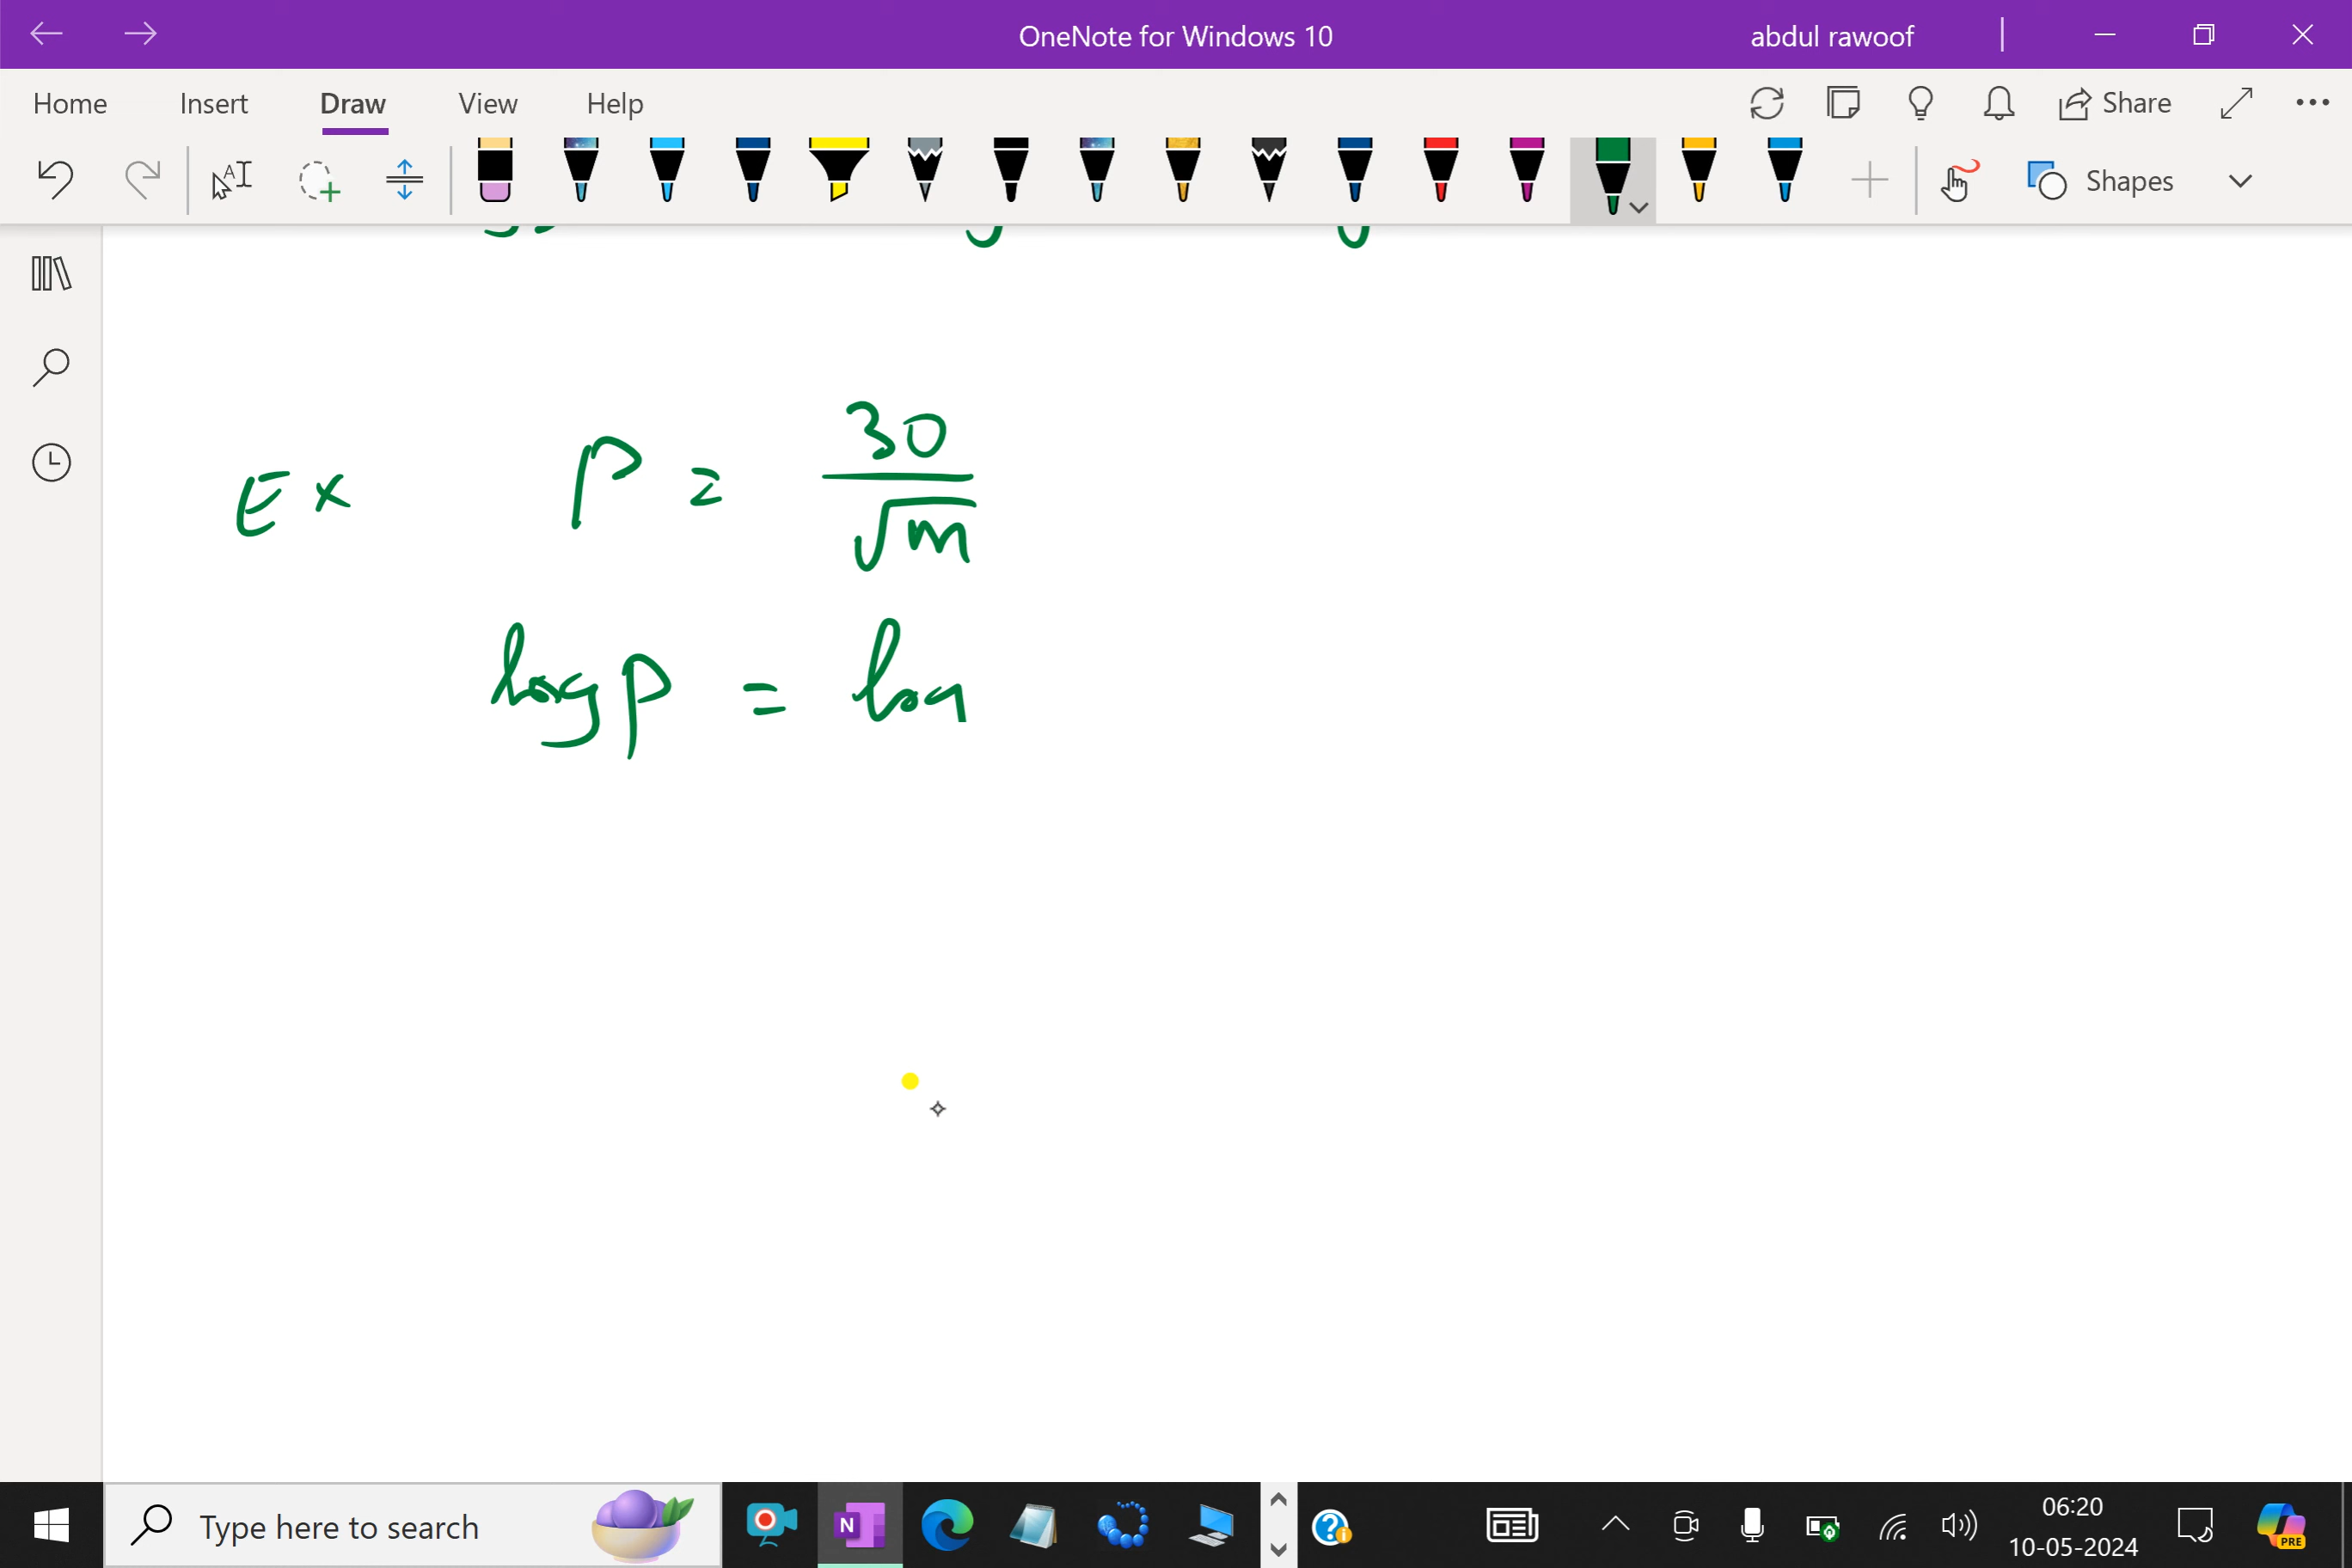 OneNote for Windows 10
abdul rawoof
Home Insert Draw View Help
Share
Shapes
Ex P = 30/√m
log P = log
Type here to search
N
PRE
06:20
10-05-2024